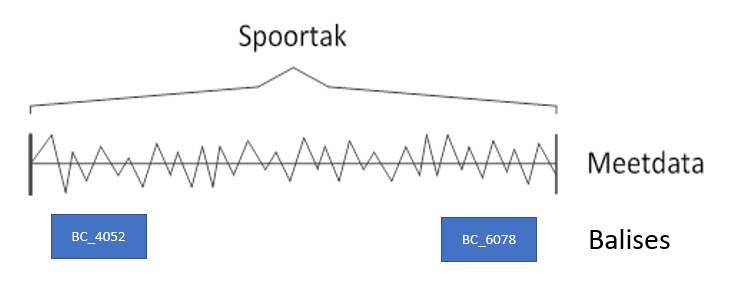 Spoortak
Meetdata
BC_4052
BC_6078
Balises